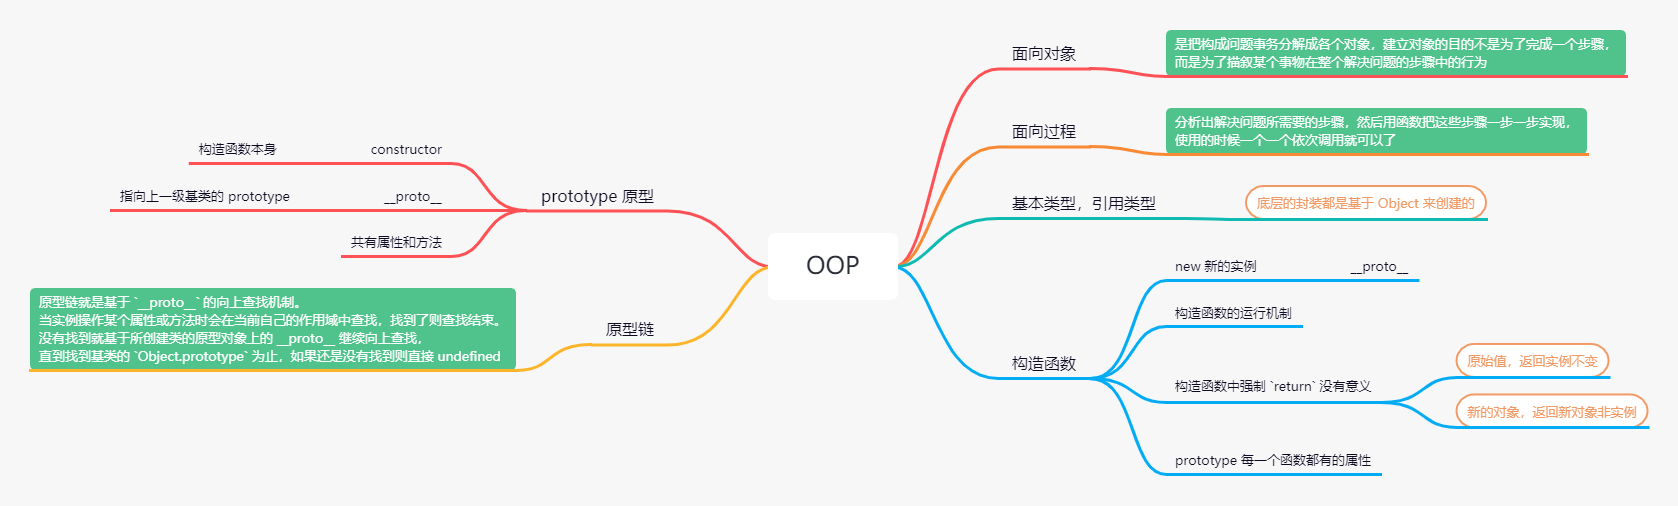 OOP
面向对象
是把构成问题事务分解成各个对象，建立对象的目的不是为了完成一个步骤，
而是为了描叙某个事物在整个解决问题的步骤中的行为
面向过程
分析出解决问题所需要的步骤，然后用函数把这些步骤一步一步实现，
使用的时候一个一个依次调用就可以了
基本类型，引用类型
底层的封装都是基于 Object 来创建的
构造函数
new 新的实例
__proto__
构造函数的运行机制
构造函数中强制 `return` 没有意义
原始值，返回实例不变
新的对象，返回新对象非实例
prototype 每一个函数都有的属性
prototype 原型
constructor
构造函数本身
__proto__
指向上一级基类的 prototype
共有属性和方法
原型链
原型链就是基于 `__proto__` 的向上查找机制。
当实例操作某个属性或方法时会在当前自己的作用域中查找，找到了则查找结束。
没有找到就基于所创建类的原型对象上的 __proto__ 继续向上查找，
直到找到基类的 `Object.prototype` 为止，如果还是没有找到则直接 undefined